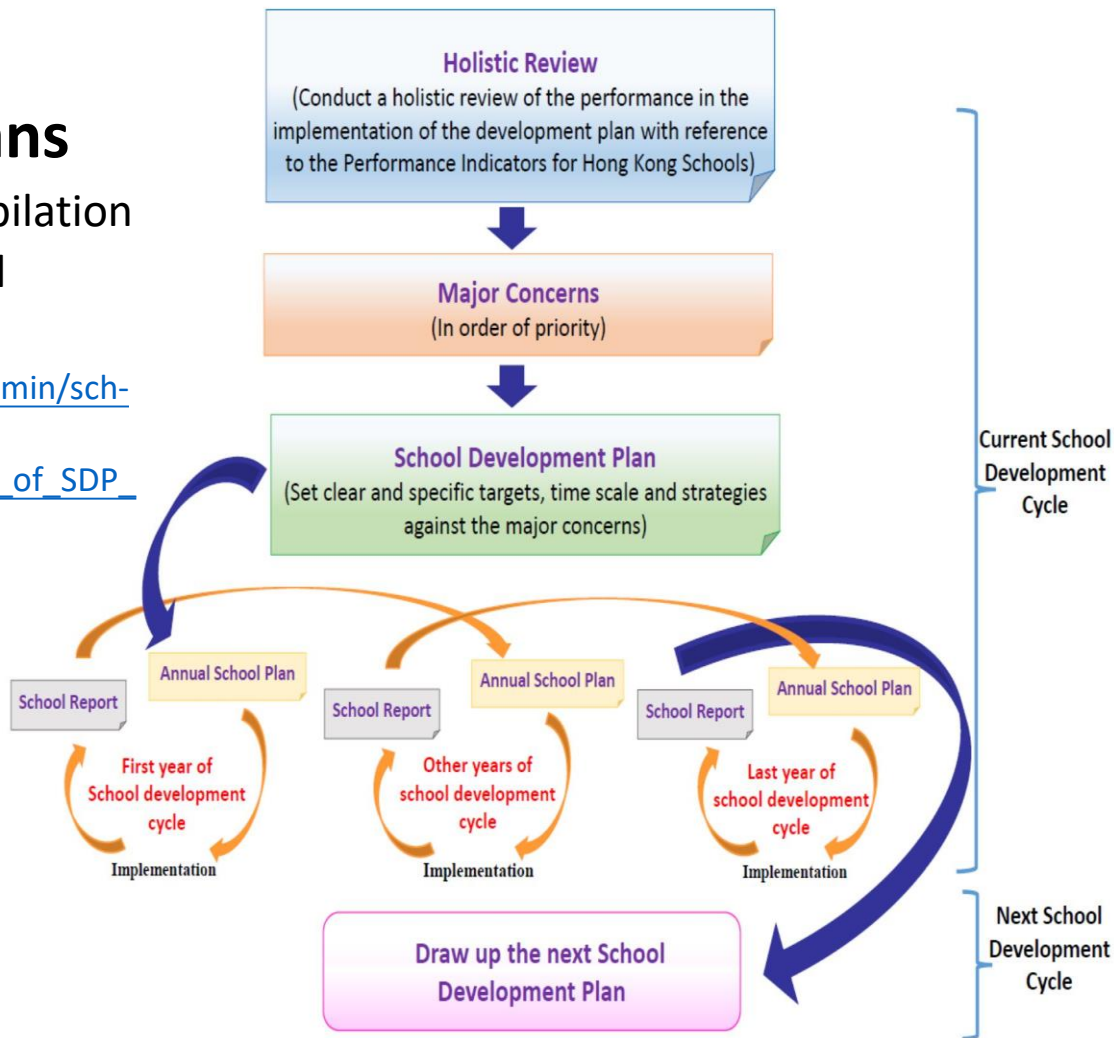 ans
pilation
Holistic Review
(Conduct a holistic review of the performance in the
implementation of the development plan with reference
to the Performance Indicators for Hong Kong Schools)
min/sch-
_of_SDP_
Major Concerns
(In order of priority)
School Development Plan
(Set clear and specific targets, time scale and strategies
against the major concerns)
Current School
Development
Cycle
School Report
Annual School Plan
First year of
School development
cycle
Implementation
School Report
Annual School Plan
Other years of
school development
cycle
Implementation
School Report
Annual School Plan
Last year of
school development
cycle
Implementation
Draw up the next School
Development Plan
Next School
Development
Cycle